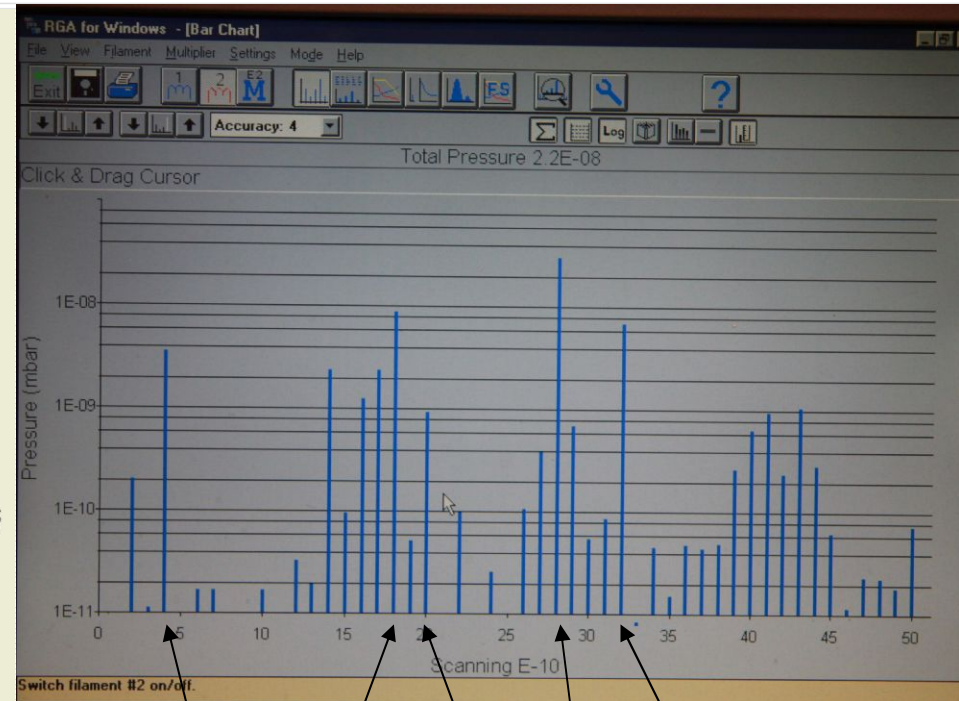 RGA for Windows - [Bar Chart]
File View Filament Multiplier Settings Mode Help
Exit 1 2 E2 M F.S ?
Accuracy: 4 Σ Log
Total Pressure 2.2E-08
Click & Drag Cursor
Pressure (mbar)
1E-08
1E-09
1E-10
1E-11
0 5 10 15 25 30 35 40 45 50
Scanning E-10
Switch filament #2 on/off.